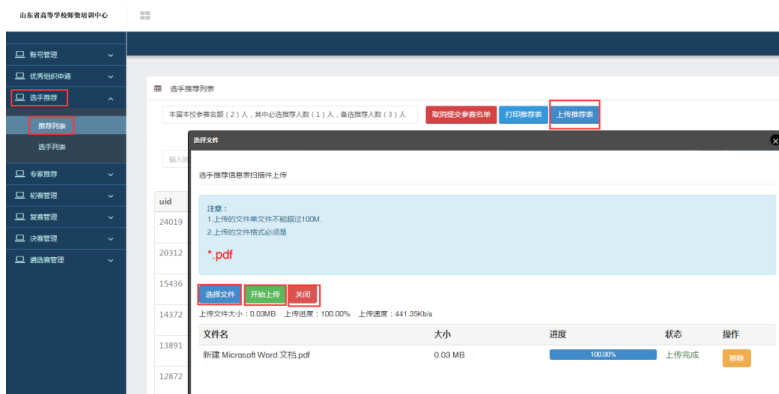 山东省高等学校师资培训中心
账号管理
优秀组织申请
选手推荐
推荐列表
选手列表
专家推荐
初赛管理
复赛管理
决赛管理
遴选赛管理
选手推荐列表
本届本校参赛名额（2）人，其中必选推荐人数（1）人，备选推荐人数（3）人
取消提交参赛名单
打印推荐表
上传推荐表
选择文件
输入姓
选手推荐信息表扫描件上传
注意：
1.上传的文件单文件不能超过100M.
2.上传的文件格式必须是
*.pdf
uid
24019
20312
15436
14372
13891
12872
选择文件
开始上传
关闭
上传文件大小：0.03MB 上传进度：100.00% 上传速度：441.35Kb/s
文件名 大小 进度 状态 操作
新建 Microsoft Word 文档.pdf 0.03 MB 100.00% 上传完成 移除